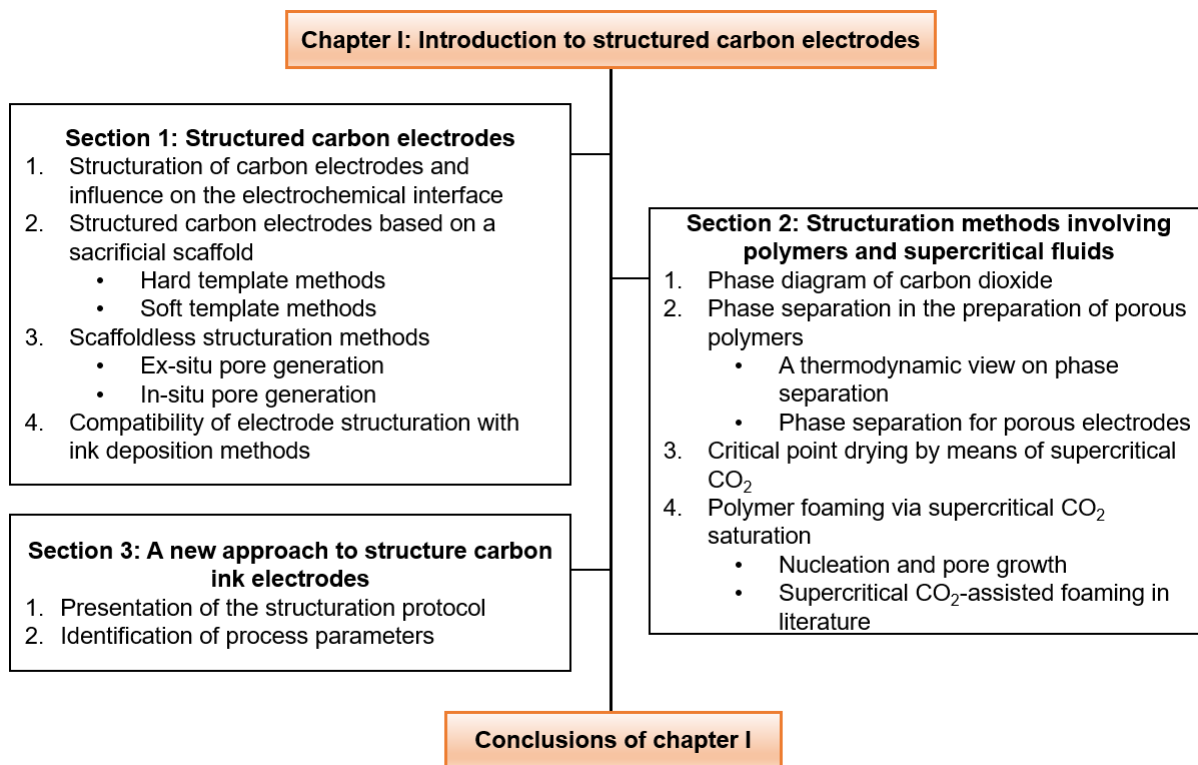 Chapter I: Introduction to structured carbon electrodes
Section 1: Structured carbon electrodes
1. Structuration of carbon electrodes and
influence on the electrochemical interface
2. Structured carbon electrodes based on a
sacrificial scaffold
• Hard template methods
• Soft template methods
3. Scaffoldless structuration methods
• Ex-situ pore generation
• In-situ pore generation
4. Compatibility of electrode structuration with
ink deposition methods
Section 2: Structuration methods involving
polymers and supercritical fluids
1. Phase diagram of carbon dioxide
2. Phase separation in the preparation of porous
polymers
• A thermodynamic view on phase
separation
• Phase separation for porous electrodes
3. Critical point drying by means of supercritical
CO₂
4. Polymer foaming via supercritical CO₂
saturation
• Nucleation and pore growth
• Supercritical CO₂-assisted foaming in
literature
Section 3: A new approach to structure carbon
ink electrodes
1. Presentation of the structuration protocol
2. Identification of process parameters
Conclusions of chapter I